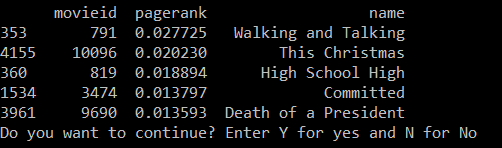 movieid pagerank name
353 791 0.027725 Walking and Talking
4155 10096 0.020230 This Christmas
360 819 0.018894 High School High
1534 3474 0.013797 Committed
3961 9690 0.013593 Death of a President
Do you want to continue? Enter Y for yes and N for No